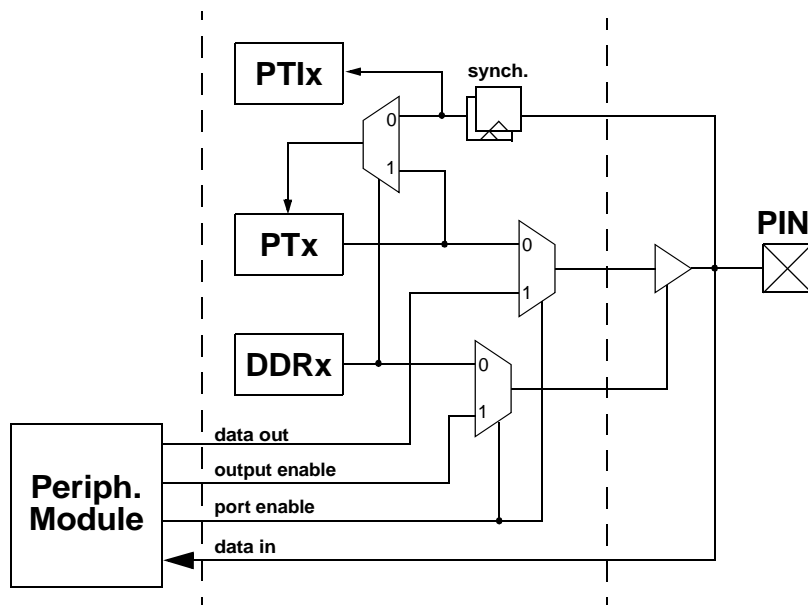 PTIx
synch.
0
1
PTx
PIN
0
1
DDRx
0
1
data out
output enable
port enable
data in
Periph.
Module